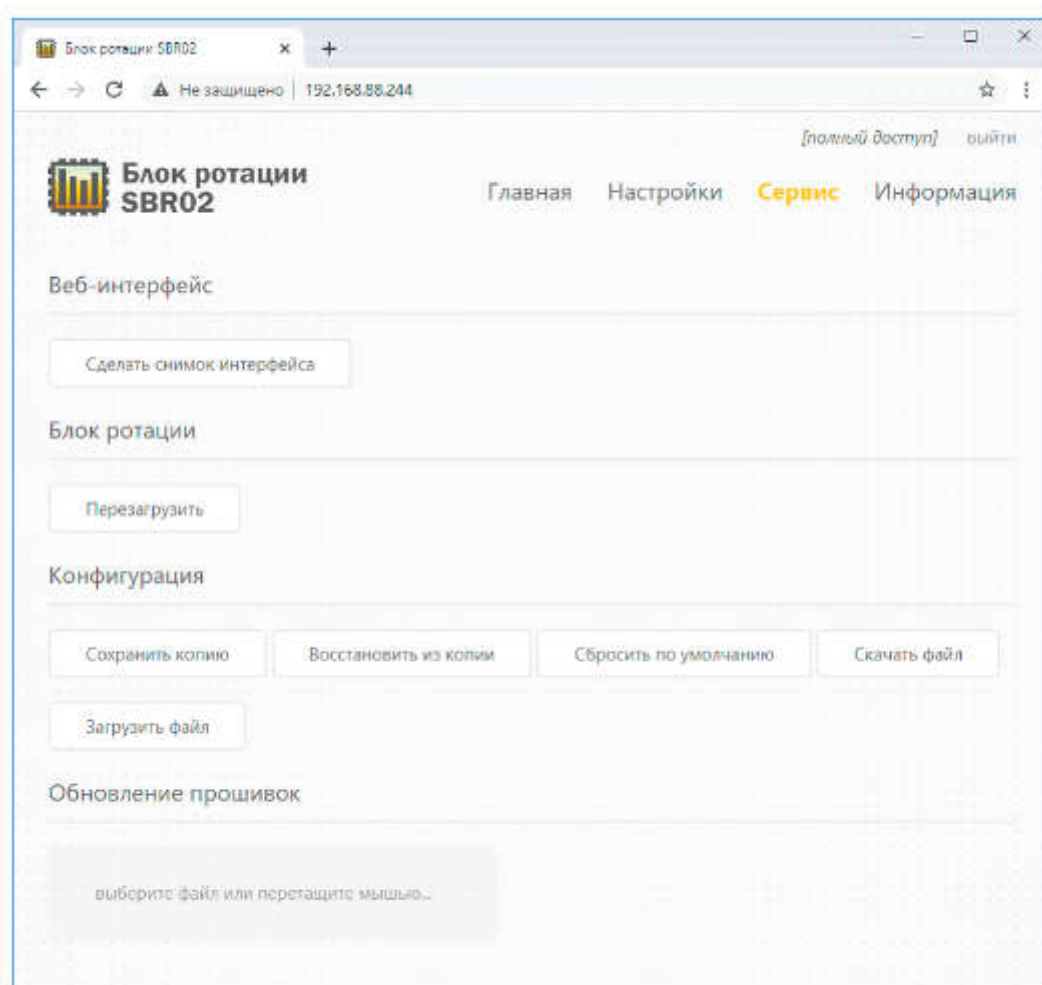 Блок ротации SBR02
Не защищено 192.168.88.244
[полный доступ] выйти
Блок ротации
SBR02
Главная Настройки Сервис Информация
Веб-интерфейс
Сделать снимок интерфейса
Блок ротации
Перезагрузить
Конфигурация
Сохранить копию Восстановить из копии Сбросить по умолчанию Скачать файл
Загрузить файл
Обновление прошивок
выберите файл или перетащите мышью...